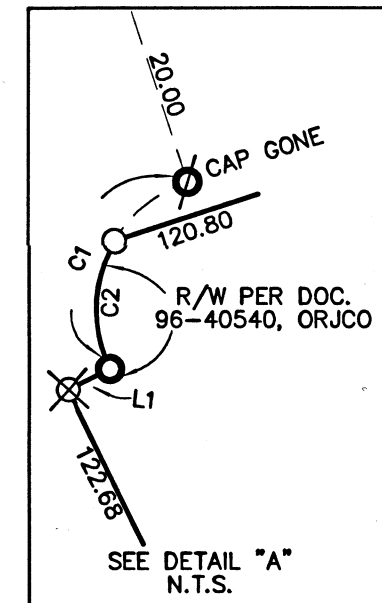 20.00
CAP GONE
120.80
C1
C2
R/W PER DOC.
96-40540, ORJCO
L1
122.68
SEE DETAIL "A"
N.T.S.